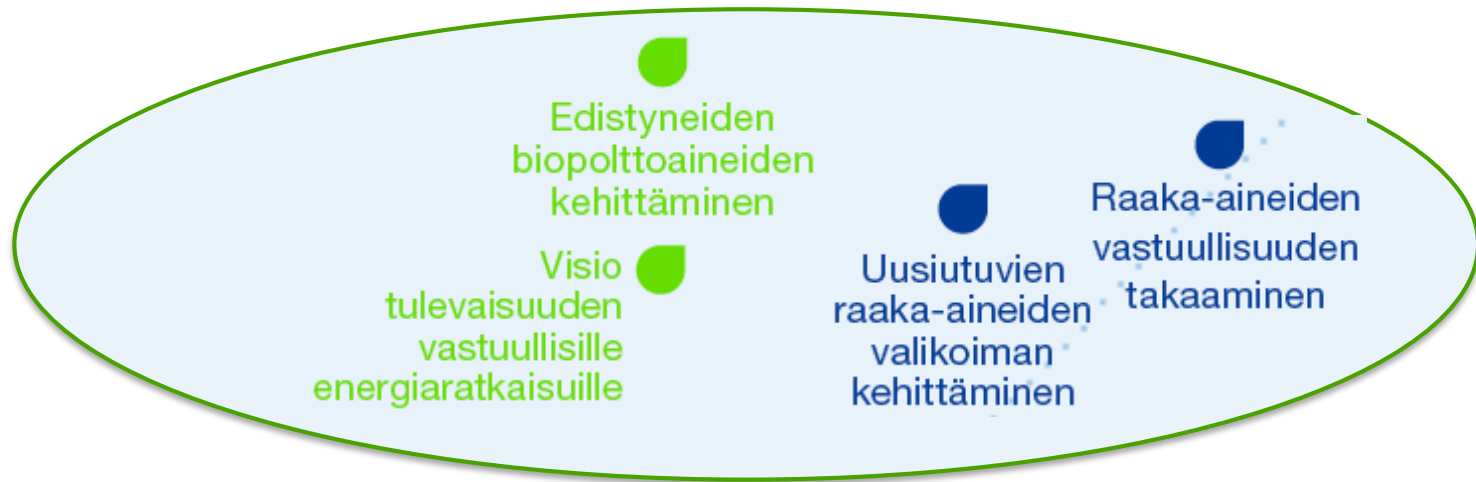 Edistyneiden
biopolttoaineiden
kehittäminen
Visio
tulevaisuuden
vastuullisille
energiaratkaisuille
Uusiutuvien
raaka-aineiden
valikoiman
kehittäminen
Raaka-aineiden
vastuullisuuden
takaaminen